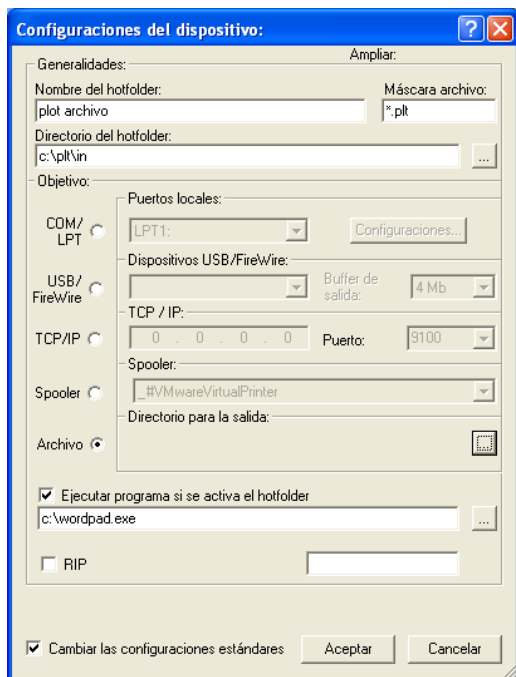 Configuraciones del dispositivo:
Ampliar:
Generalidades:
Nombre del hotfolder: Máscara archivo:
plot archivo *.plt
Directorio del hotfolder:
c:\plt\in ...
Objetivo:
Puertos locales:
COM/
LPT LPT1: Configuraciones...
Dispositivos USB/FireWire:
USB/
FireWire Buffer de
salida: 4 Mb
TCP / IP:
TCP/IP 0 . 0 . 0 . 0 Puerto: 9100
Spooler:
Spooler _#VMwareVirtualPrinter
Directorio para la salida:
Archivo ...
Ejecutar programa si se activa el hotfolder
c:\wordpad.exe ...
RIP
Cambiar las configuraciones estándares Aceptar Cancelar